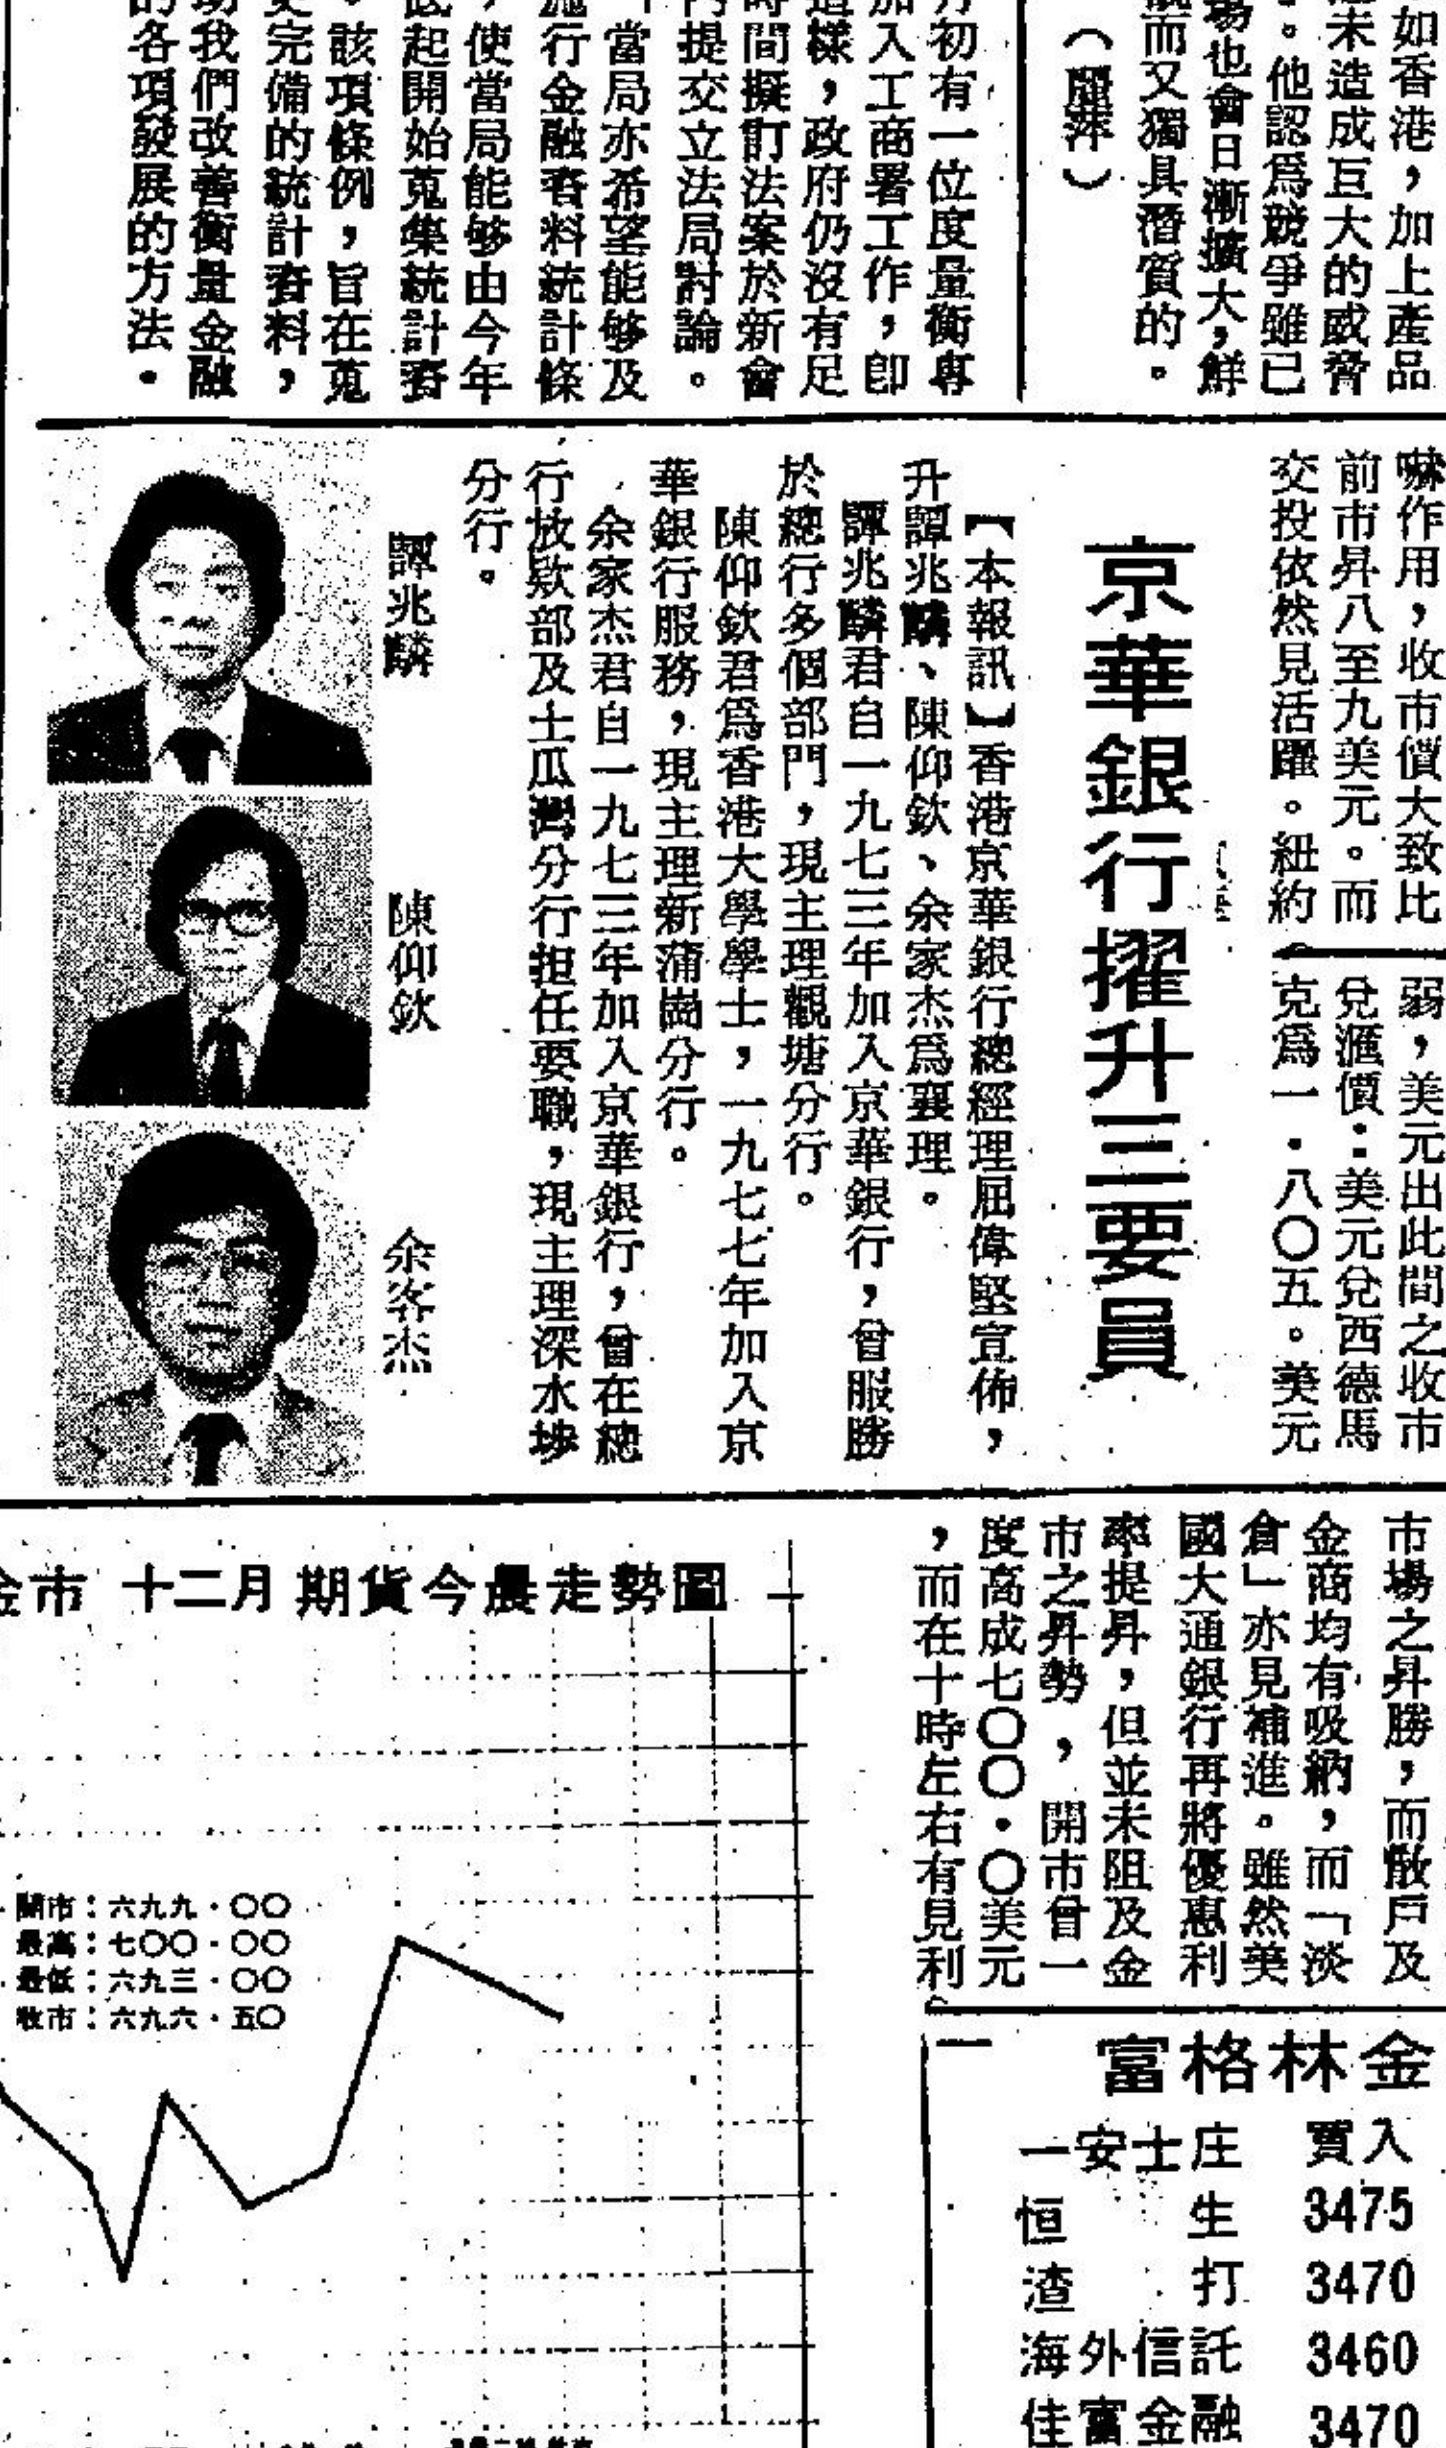 如香港，加上產品
未造成巨大的威脅
。他認爲競爭雖已
場也會日漸擴大，鮮
而又獨具潛質的。
初有一位度量衡專
加入工商署工作，卽
這樣，政府仍沒有足
時間擬訂法案於新會
內提交立法局討論。
當局亦希望能够及
施行金融資料統計條
，使當局能够由今年
起開始蒐集統計資
。該項條例，旨在蒐
更完備的統計資料，
我們改善衡量金融
的各項發展的方法。
嚇作用，收市價大致比
前市昇八至九美元。而
交投依然見活躍。紐約
弱，美元出此間之收市
兌滙價：美元兌西德馬
克爲一．八〇五。美元
京華銀行擢升三要員
【本報訊】香港京華銀行總經理屈偉堅宣佈，
升譚兆麟、陳仰欽、余家杰爲襄理。
譚兆麟君自一九七三年加入京華銀行，曾服勝
於總行多個部門，現主理觀塘分行。
陳仰欽君爲香港大學學士，一九七七年加入京
華銀行服務，現主理新蒲崗分行。
余家杰君自一九七三年加入京華銀行，曾在總
行放欵部及土瓜灣分行担任要職，現主理深水埗
分行。
譚兆麟
陳仰欽
余客杰
市場之昇勝，而散戶及
金商均有吸納，而「淡
倉」亦見補進。雖然美
國大通銀行再將優惠利
率提昇，但並未阻及金
市之昇勢，開市曾一
度高成七〇〇．〇美元
，而在十時左右有見利
金市 十二月期貨今晨走勢圖
開市：六九九．〇〇
最高：七〇〇．〇〇
最低：六九三．〇〇
收市：六九六．五〇
富格林金
一安士庄 買入
恒生 3475
渣打 3470
海外信託 3460
佳富金融 3470